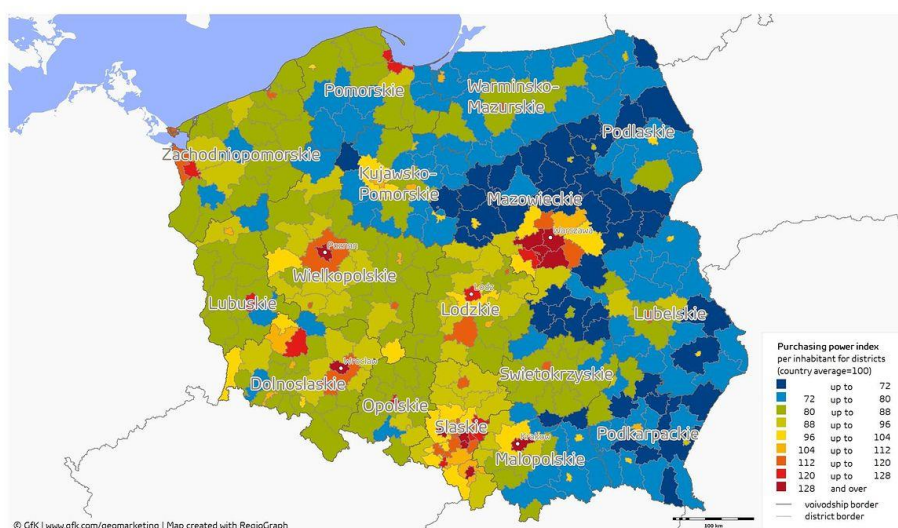 Pomorskie
Warminsko-
Mazurskie
Podlaskie
Zachodniopomorskie
Kujawsko-
Pomorskie
Mazowieckie
Warszawa
Poznan
Wielkopolskie
Lubuskie
Lodz
Lodzkie
Lubelskie
Wroclaw
Dolnoslaskie
Swietokrzyskie
Opolskie
Slaskie
Krakow
Malopolskie
Podkarpackie
Purchasing power index
per inhabitant for districts
(country average=100)
up to 72
72 up to 80
80 up to 88
88 up to 96
96 up to 104
104 up to 112
112 up to 120
120 up to 128
128 and over
voivodship border
district border
100 km
© GfK | www.gfk.com/geomarketing | Map created with RegioGraph